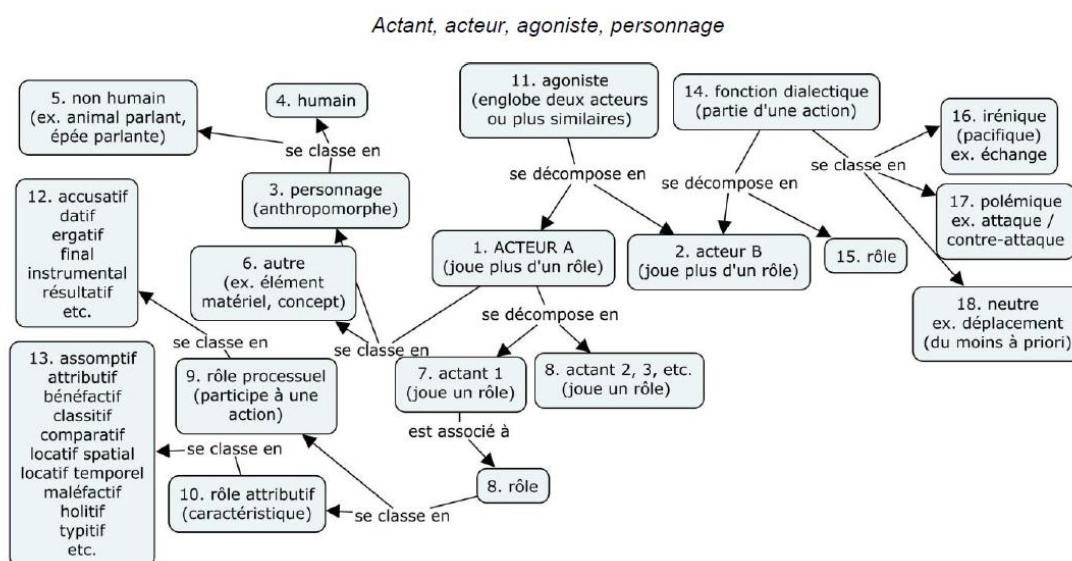 Actant, acteur, agoniste, personnage
5. non humain
(ex. animal parlant,
épée parlante)
4. humain
11. agoniste
(englobe deux acteurs
ou plus similaires)
14. fonction dialectique
(partie d'une action)
16. irénique
(pacifique)
ex. échange
se classe en
se classe en
12. accusatif
datif
ergatif
final
instrumental
résultatif
etc.
3. personnage
(anthropomorphe)
se décompose en
se décompose en
17. polémique
ex. attaque /
contre-attaque
1. ACTEUR A
(joue plus d'un rôle)
2. acteur B
(joue plus d'un rôle)
15. rôle
6. autre
(ex. élément
matériel, concept)
18. neutre
ex. déplacement
(du moins à priori)
se décompose en
se classe en
se classe en
13. assomptif
attributif
bénéfactif
classitif
comparatif
locatif spatial
locatif temporel
maléfactif
holitif
typitif
etc.
9. rôle processuel
(participe à une
action)
7. actant 1
(joue un rôle)
8. actant 2, 3, etc.
(joue un rôle)
est associé à
se classe en
10. rôle attributif
(caractéristique)
8. rôle
se classe en